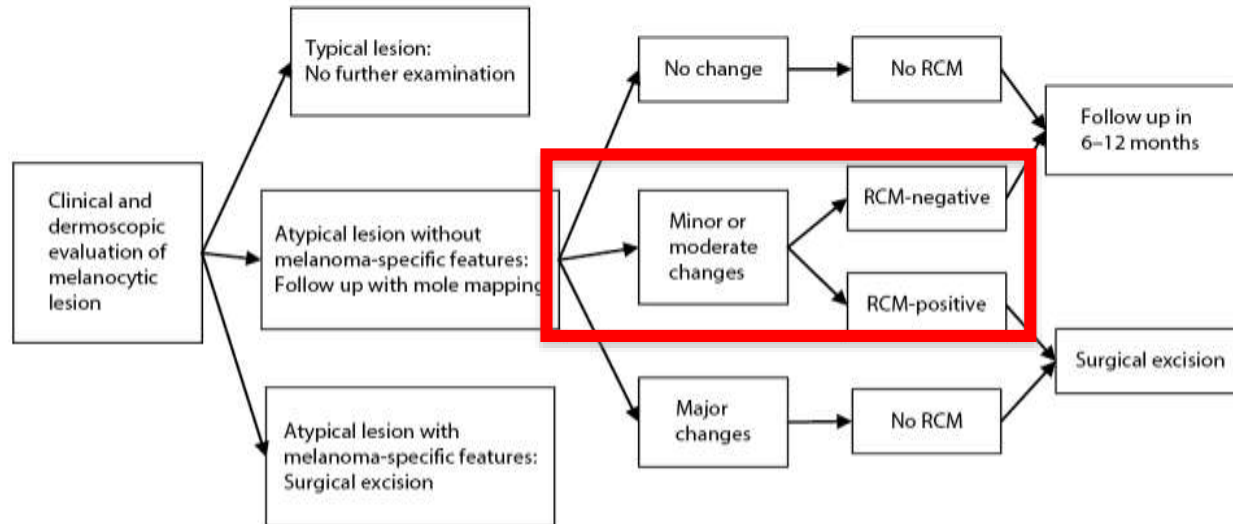 Clinical and
dermoscopic
evaluation of
melanocytic
lesion
Typical lesion:
No further examination
Atypical lesion without
melanoma-specific features:
Follow up with mole mapping
Atypical lesion with
melanoma-specific features:
Surgical excision
No change
No RCM
Minor or
moderate
changes
RCM-negative
RCM-positive
Major
changes
No RCM
Follow up in
6–12 months
Surgical excision